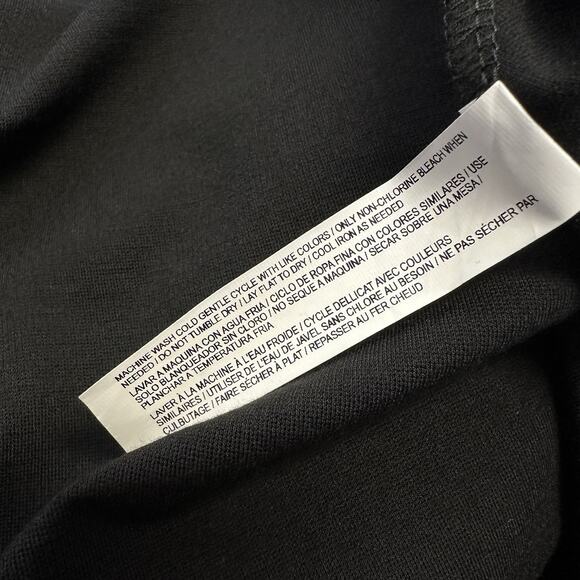 MACHINE WASH COLD GENTLE CYCLE WITH LIKE COLORS / ONLY NON-CHLORINE BLEACH WHEN
NEEDED / DO NOT TUMBLE DRY / LAY FLAT TO DRY / COOL IRON AS NEEDED
LAVAR A MAQUINA CON AGUA FRIA / CICLO DE ROPA FINA CON COLORES SIMILARES / USE
SOLO BLANQUEADOR SIN CLORO / NO SEQUE A MAQUINA / SECAR SOBRE UNA MESA /
PLANCHAR A TEMPERATURA FRIA
LAVER À LA MACHINE À L'EAU FROIDE / CYCLE DELLICAT AVEC COULEURS
SIMILAIRES / UTILISER DE L'EAU DE JAVEL SANS CHLORE AU BESOIN / NE PAS SÉCHER PAR
CULBUTAGE / FAIRE SÉCHER À PLAT / REPASSER AU FER CHEUD